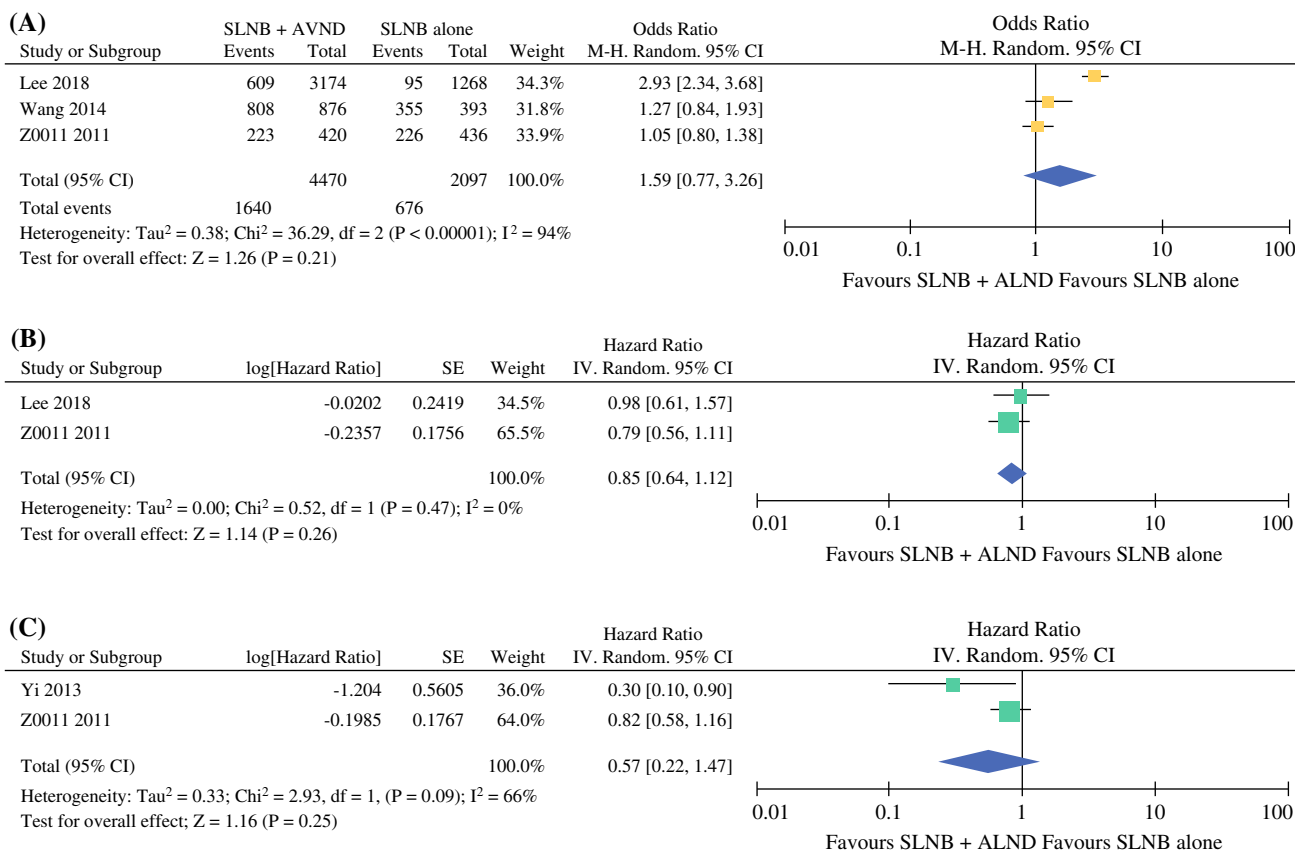 (A)
SLNB + AVND SLNB alone Odds Ratio Odds Ratio
Study or Subgroup Events Total Events Total Weight M-H. Random. 95% CI M-H. Random. 95% CI
Lee 2018 609 3174 95 1268 34.3% 2.93 [2.34, 3.68]
Wang 2014 808 876 355 393 31.8% 1.27 [0.84, 1.93]
Z0011 2011 223 420 226 436 33.9% 1.05 [0.80, 1.38]
Total (95% CI) 4470 2097 100.0% 1.59 [0.77, 3.26]
Total events 1640 676
Heterogeneity: Tau² = 0.38; Chi² = 36.29, df = 2 (P < 0.00001); I² = 94%
Test for overall effect: Z = 1.26 (P = 0.21)
0.01 0.1 1 10 100
Favours SLNB + ALND Favours SLNB alone
(B)
Hazard Ratio Hazard Ratio
Study or Subgroup log[Hazard Ratio] SE Weight IV. Random. 95% CI IV. Random. 95% CI
Lee 2018 -0.0202 0.2419 34.5% 0.98 [0.61, 1.57]
Z0011 2011 -0.2357 0.1756 65.5% 0.79 [0.56, 1.11]
Total (95% CI) 100.0% 0.85 [0.64, 1.12]
Heterogeneity: Tau² = 0.00; Chi² = 0.52, df = 1 (P = 0.47); I² = 0%
Test for overall effect: Z = 1.14 (P = 0.26)
0.01 0.1 1 10 100
Favours SLNB + ALND Favours SLNB alone
(C)
Hazard Ratio Hazard Ratio
Study or Subgroup log[Hazard Ratio] SE Weight IV. Random. 95% CI IV. Random. 95% CI
Yi 2013 -1.204 0.5605 36.0% 0.30 [0.10, 0.90]
Z0011 2011 -0.1985 0.1767 64.0% 0.82 [0.58, 1.16]
Total (95% CI) 100.0% 0.57 [0.22, 1.47]
Heterogeneity: Tau² = 0.33; Chi² = 2.93, df = 1, (P = 0.09); I² = 66%
Test for overall effect; Z = 1.16 (P = 0.25)
0.01 0.1 1 10 100
Favours SLNB + ALND Favours SLNB alone